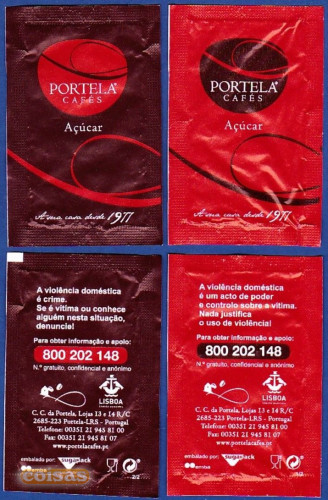 PORTELA
CAFÉS
Açúcar
A sua casa desde 1977
PORTELA
CAFÉS
Açúcar
A sua casa desde 1977
A violência doméstica
é crime.
Se é vítima ou conhece
alguém nesta situação,
denuncie!
Para obter informação e apoio:
800 202 148
N.º gratuito, confidencial e anónimo
LISBOA
C. C. da Portela, Lojas 13 e 14 R/C
2685-223 Portela-LRS - Portugal
Telefone: 00351 21 945 81 00
Fax: 00351 21 945 81 07
www.portelacafes.pt
embalado por: sugarpack
coisas
2/2
A violência doméstica
é um acto de poder
e controlo sobre a vítima.
Nada justifica
o uso de violência!
Para obter informação e apoio:
800 202 148
N.º gratuito, confidencial e anónimo
LISBOA
C. C. da Portela, Lojas 13 e 14 R/C
2685-223 Portela-LRS - Portugal
Telefone: 00351 21 945 81 00
Fax: 00351 21 945 81 07
www.portelacafes.pt
embalado por: sugarpack